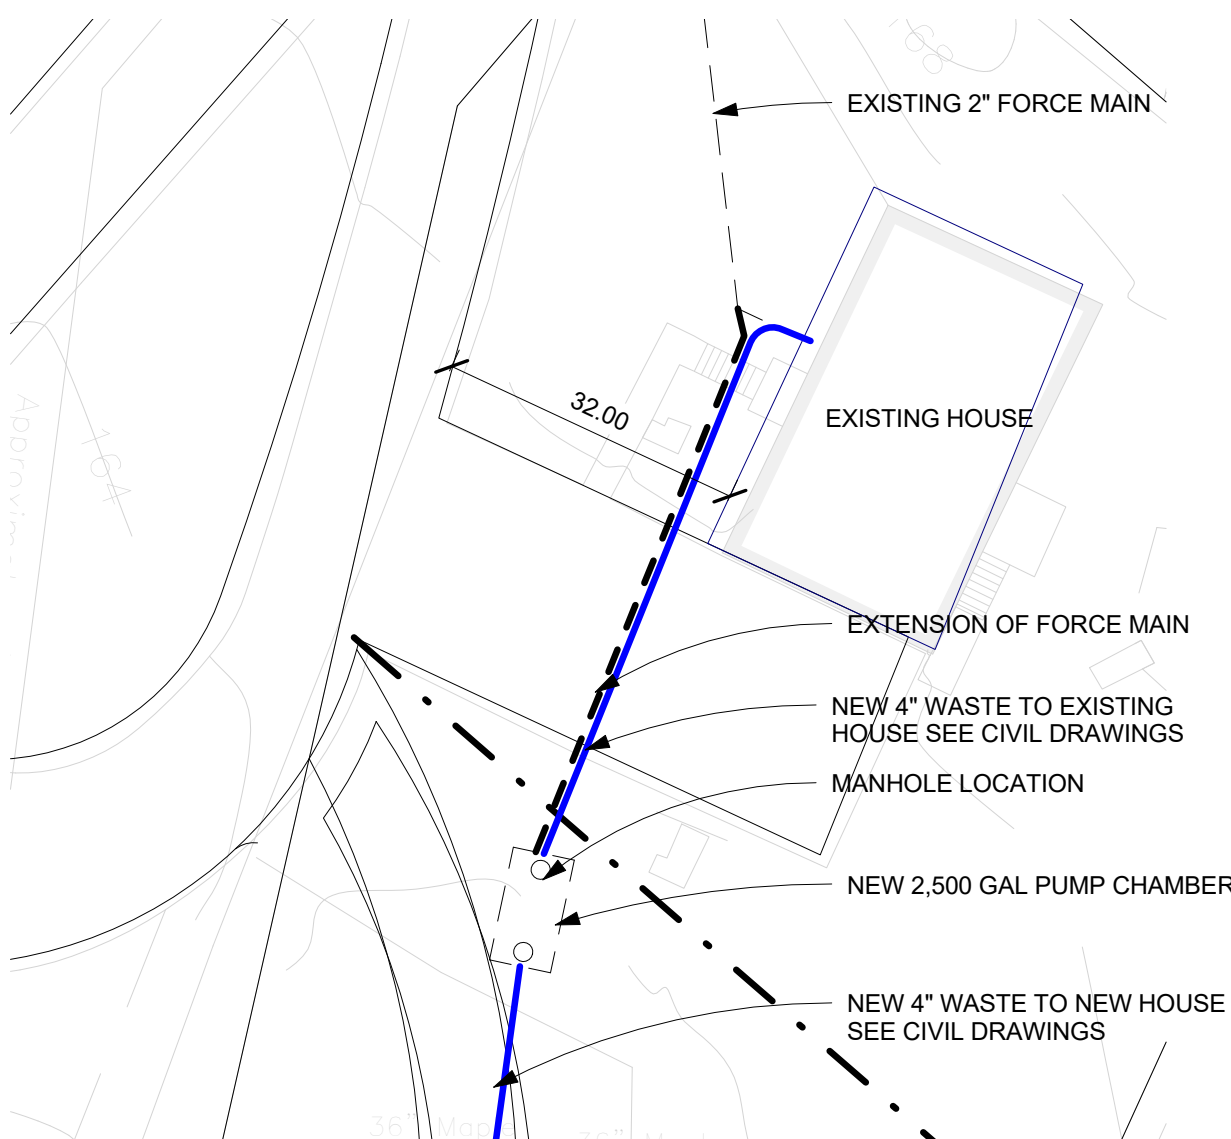 EXISTING 2" FORCE MAIN
32.00
EXISTING HOUSE
164
EXTENSION OF FORCE MAIN
NEW 4" WASTE TO EXISTING
HOUSE SEE CIVIL DRAWINGS
MANHOLE LOCATION
NEW 2,500 GAL PUMP CHAMBER
NEW 4" WASTE TO NEW HOUSE
SEE CIVIL DRAWINGS
36" Maple